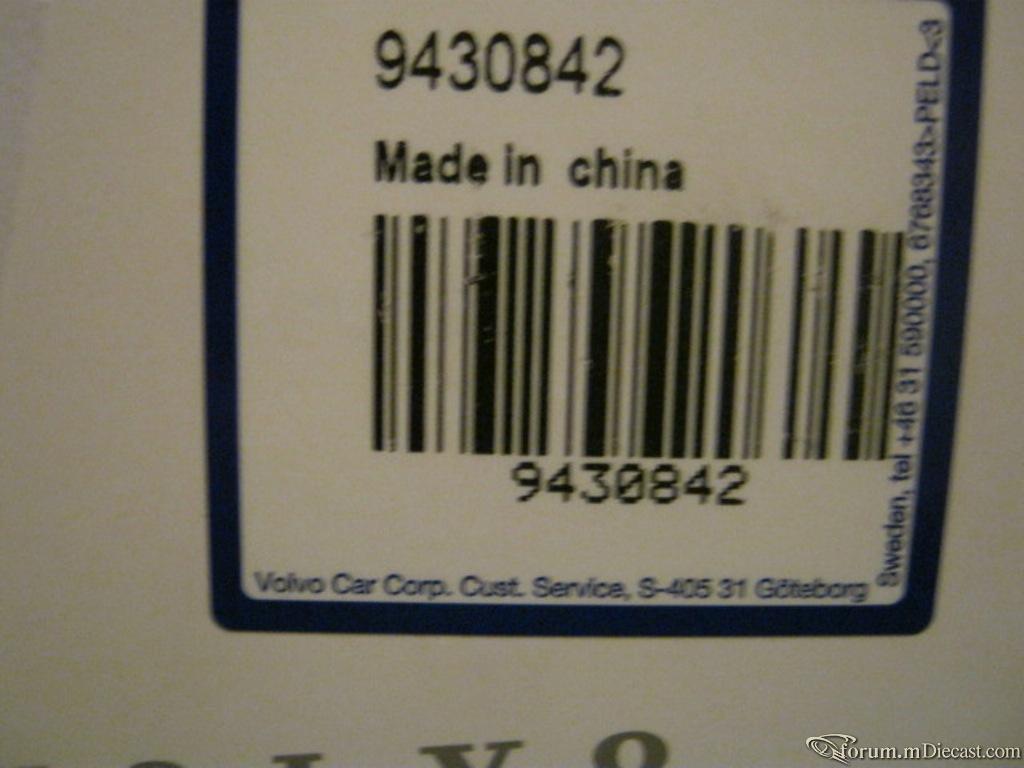 9430842
Made in china
9430842
Volvo Car Corp. Cust. Service, S-405 31 Göteborg
Sweden, tel +46 31 590000, 6768343>PELD<3
forum.mDiecast.com